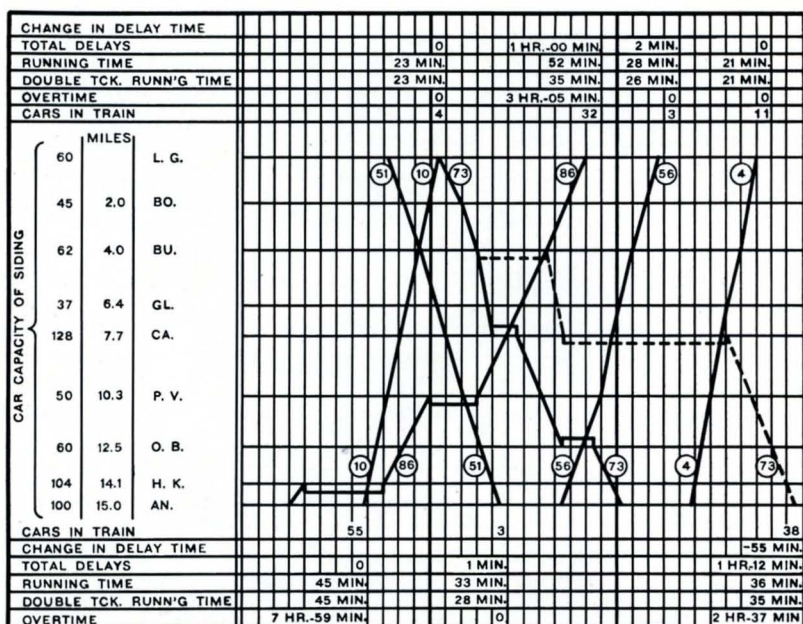 CHANGE IN DELAY TIME
TOTAL DELAYS 0 1 HR.-00 MIN. 2 MIN. 0
RUNNING TIME 23 MIN. 52 MIN. 28 MIN. 21 MIN.
DOUBLE TCK. RUNN'G TIME 23 MIN. 35 MIN. 26 MIN. 21 MIN.
OVERTIME 0 3 HR.-05 MIN. 0 0
CARS IN TRAIN 4 32 3 11
MILES
CAR CAPACITY OF SIDING
60 L. G.
51 10 73 86 56 4
45 2.0 BO.
62 4.0 BU.
37 6.4 GL.
128 7.7 CA.
50 10.3 P. V.
60 12.5 O. B.
10 86 51 56 73 4 73
104 14.1 H. K.
100 15.0 AN.
CARS IN TRAIN 55 3 38
CHANGE IN DELAY TIME -55 MIN.
TOTAL DELAYS 0 1 MIN. 1 HR.-12 MIN.
RUNNING TIME 45 MIN. 33 MIN. 36 MIN.
DOUBLE TCK. RUNN'G TIME 45 MIN. 28 MIN. 35 MIN.
OVERTIME 7 HR.-59 MIN. 0 2 HR-37 MIN.